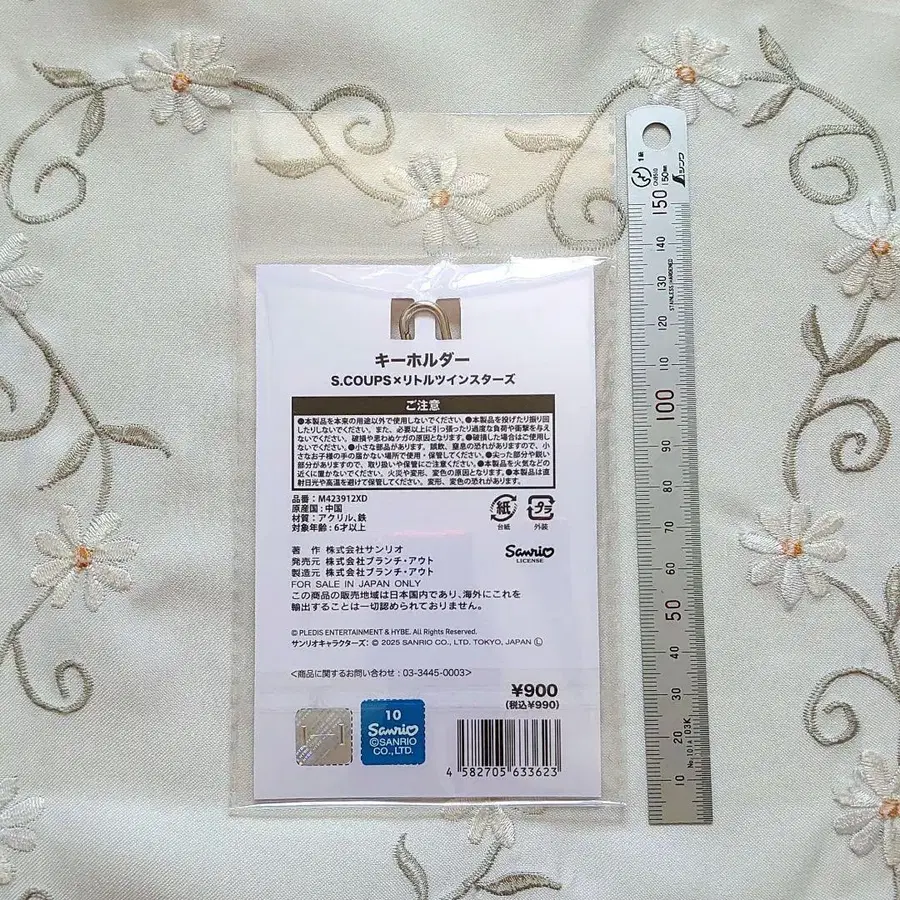 キーホルダー
S.COUPS×リトルツインスターズ
ご注意
●本製品を本来の用途以外で使用しないでください。●本製品を投げたり振り回
したりしないでください。また、必要以上に引っ張ったり過度な負荷や衝撃を与え
ないでください。破損や思わぬケガの原因となります。●破損した場合はご使用し
ないでください。●小さな部品があります。誤飲、窒息の恐れがありますので、小
さなお子様の手の届かない場所で使用・保管してください。●尖った部分や鋭い
部分がありますので、取り扱いや保管にご注意ください。●本製品を火気などの
近くに置かないでください。火災や変形、変色の原因となります。●本製品は直
射日光や高温を避けて保管してください。変形、変色の恐れがあります。
品番：M423912XD
原産国：中国
材質：アクリル、鉄
対象年齢：6才以上
紙
台紙
プラ
外装
著　作 株式会社サンリオ
発売元 株式会社ブランチ・アウト
製造元 株式会社ブランチ・アウト
Sanrio
LICENSE
FOR SALE IN JAPAN ONLY
この商品の販売地域は日本国内であり、海外にこれを
輸出することは一切認められておりません。
© PLEDIS ENTERTAINMENT & HYBE. All Rights Reserved.
サンリオキャラクターズ：© 2025 SANRIO CO., LTD. TOKYO, JAPAN Ⓛ
<商品に関するお問い合わせ：03-3445-0003>
¥900
(税込¥990)
10
Sanrio
©SANRIO
CO.,LTD.
4 582705 633623
シンワ
1級
150mm
150
140
130
120
110
100
90
80
70
60
50
40
30
20
10
STAINLESS HARDENED